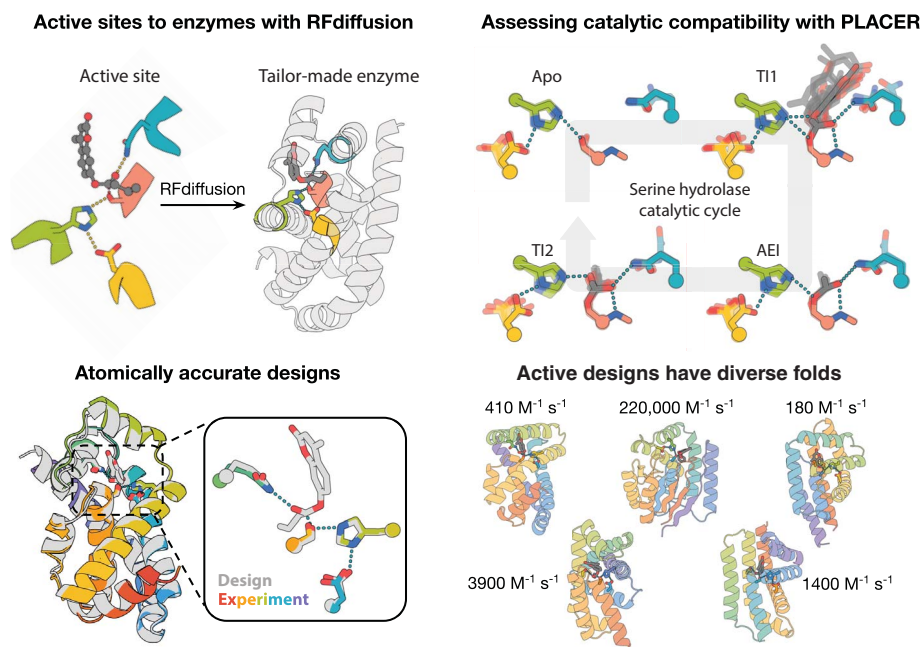 Active sites to enzymes with RFdiffusion
Active site
Tailor-made enzyme
RFdiffusion
Assessing catalytic compatibility with PLACER
Apo
TI1
Serine hydrolase
catalytic cycle
TI2
AEI
Atomically accurate designs
Design
Experiment
Active designs have diverse folds
410 M⁻¹ s⁻¹
220,000 M⁻¹ s⁻¹
180 M⁻¹ s⁻¹
3900 M⁻¹ s⁻¹
1400 M⁻¹ s⁻¹